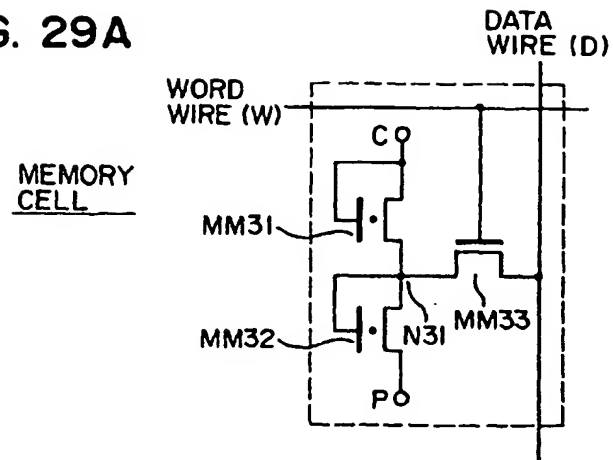 G. 29A
DATA
WIRE (D)
WORD
WIRE (W)
C
MEMORY
CELL
MM31
MM33
N31
MM32
P